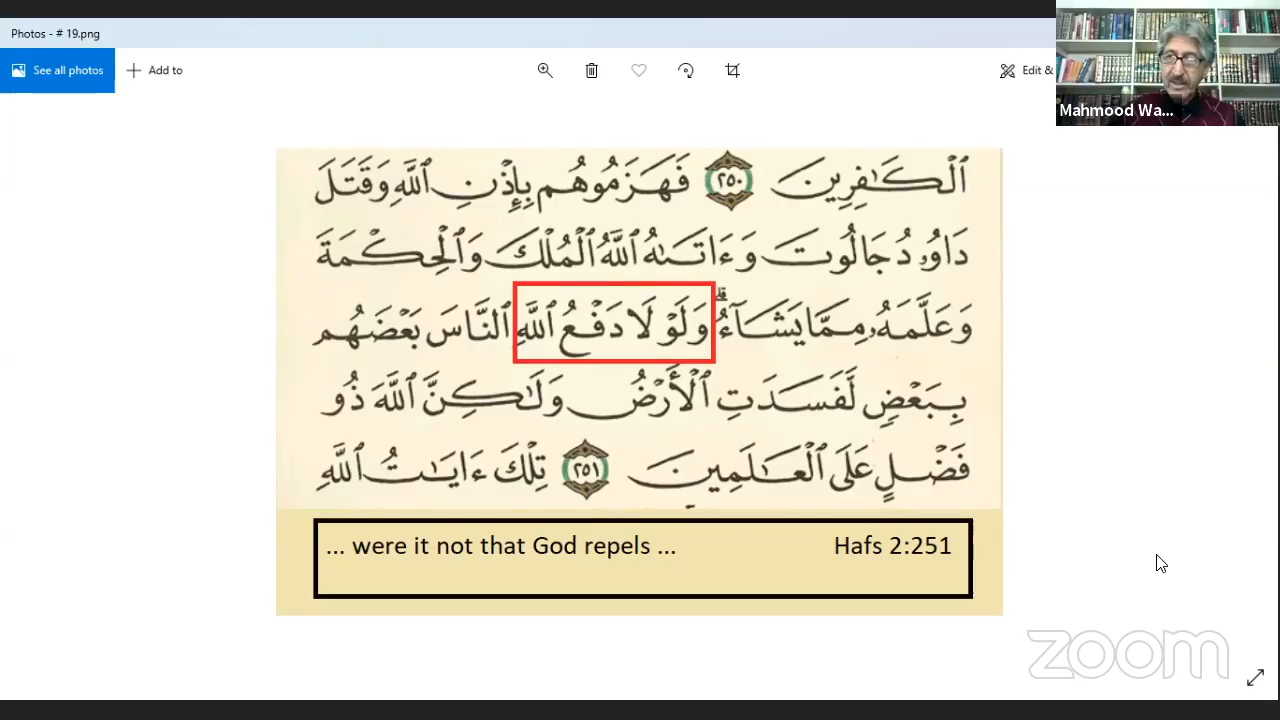 Photos - # 19.png
See all photos
Add to
Edit &
Mahmood Wa...
ٱلْكَـٰفِرِينَ ٢٥٠ فَهَزَمُوهُم بِإِذْنِ ٱللَّهِ وَقَتَلَ
دَاوُۥدُ جَالُوتَ وَءَاتَىٰهُ ٱللَّهُ ٱلْمُلْكَ وَٱلْحِكْمَةَ
وَعَلَّمَهُۥ مِمَّا يَشَآءُ ۗ وَلَوْلَا دَفْعُ ٱللَّهِ ٱلنَّاسَ بَعْضَهُم
بِبَعْضٍ لَّفَسَدَتِ ٱلْأَرْضُ وَلَـٰكِنَّ ٱللَّهَ ذُو
فَضْلٍ عَلَى ٱلْعَـٰلَمِينَ ٢٥١ تِلْكَ ءَايَـٰتُ ٱللَّهِ
... were it not that God repels ... Hafs 2:251
zoom